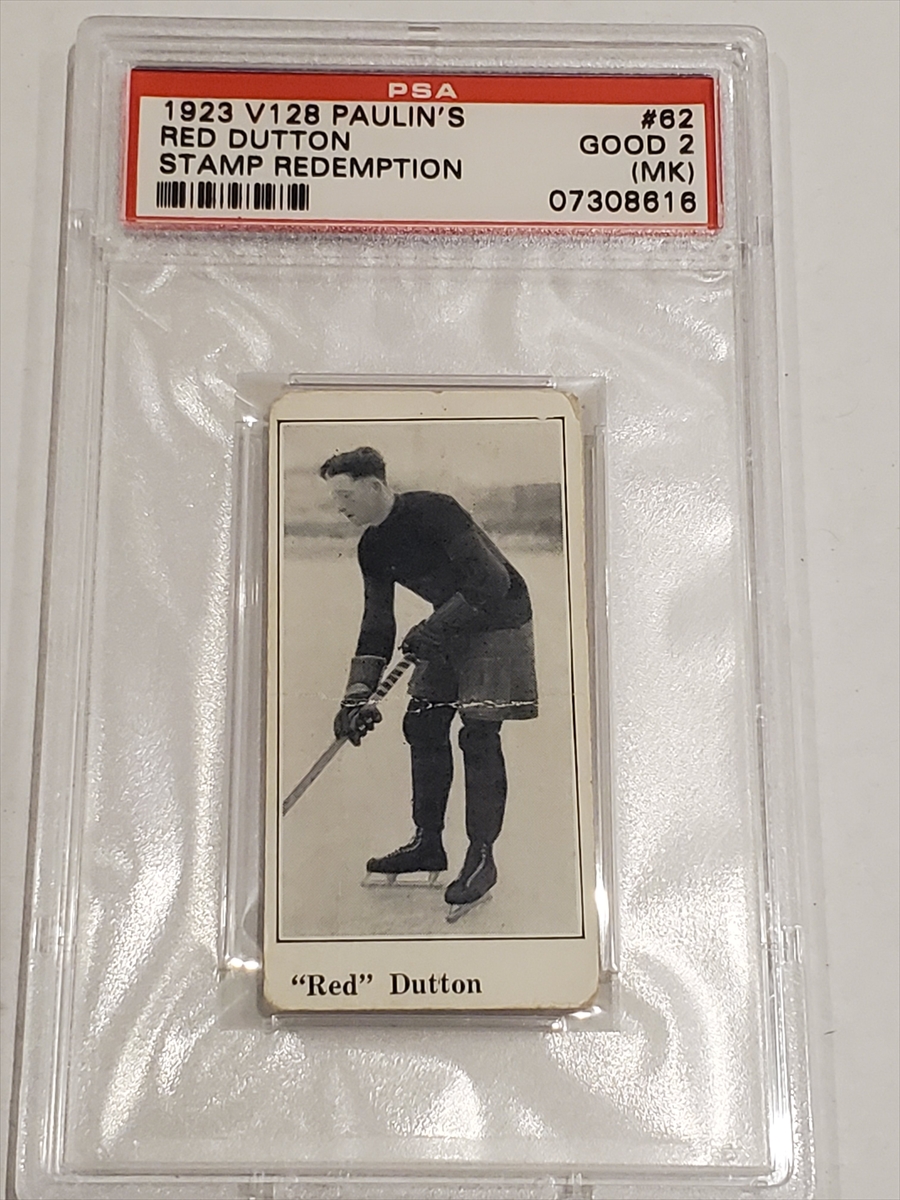 PSA
1923 V128 PAULIN'S #62
RED DUTTON GOOD 2
STAMP REDEMPTION (MK)
07308616
“Red” Dutton